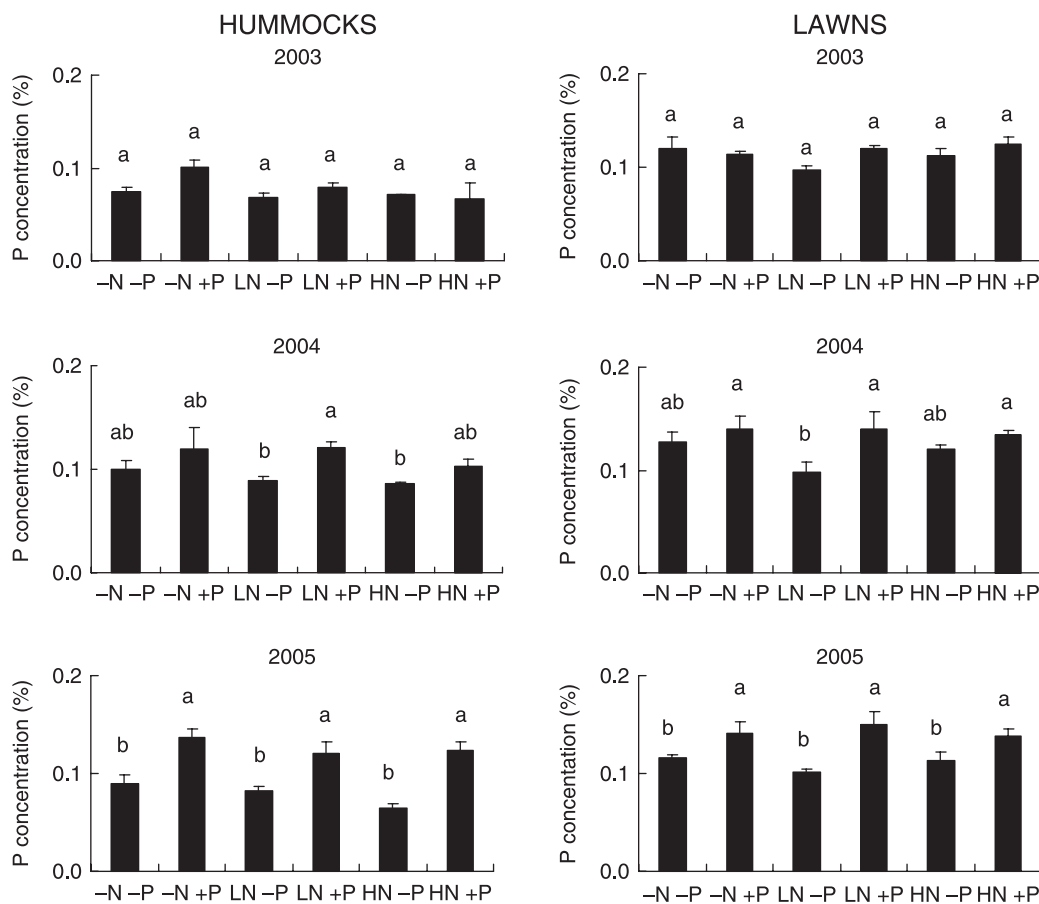 HUMMOCKS
2003
P concentration (%)
0.2
0.1
0.0
a a a a a a
–N –P –N +P LN –P LN +P HN –P HN +P
2004
P concentration (%)
0.2
0.1
0.0
ab ab b a b ab
–N –P –N +P LN –P LN +P HN –P HN +P
2005
P concentration (%)
0.2
0.1
0.0
b a b a b a
–N –P –N +P LN –P LN +P HN –P HN +P
LAWNS
2003
P concentration (%)
0.2
0.1
0.0
a a a a a a
–N –P –N +P LN –P LN +P HN –P HN +P
2004
P concentration (%)
0.2
0.1
0.0
ab a b a ab a
–N –P –N +P LN –P LN +P HN –P HN +P
2005
P concentation (%)
0.2
0.1
0.0
b a b a b a
–N –P –N +P LN –P LN +P HN –P HN +P